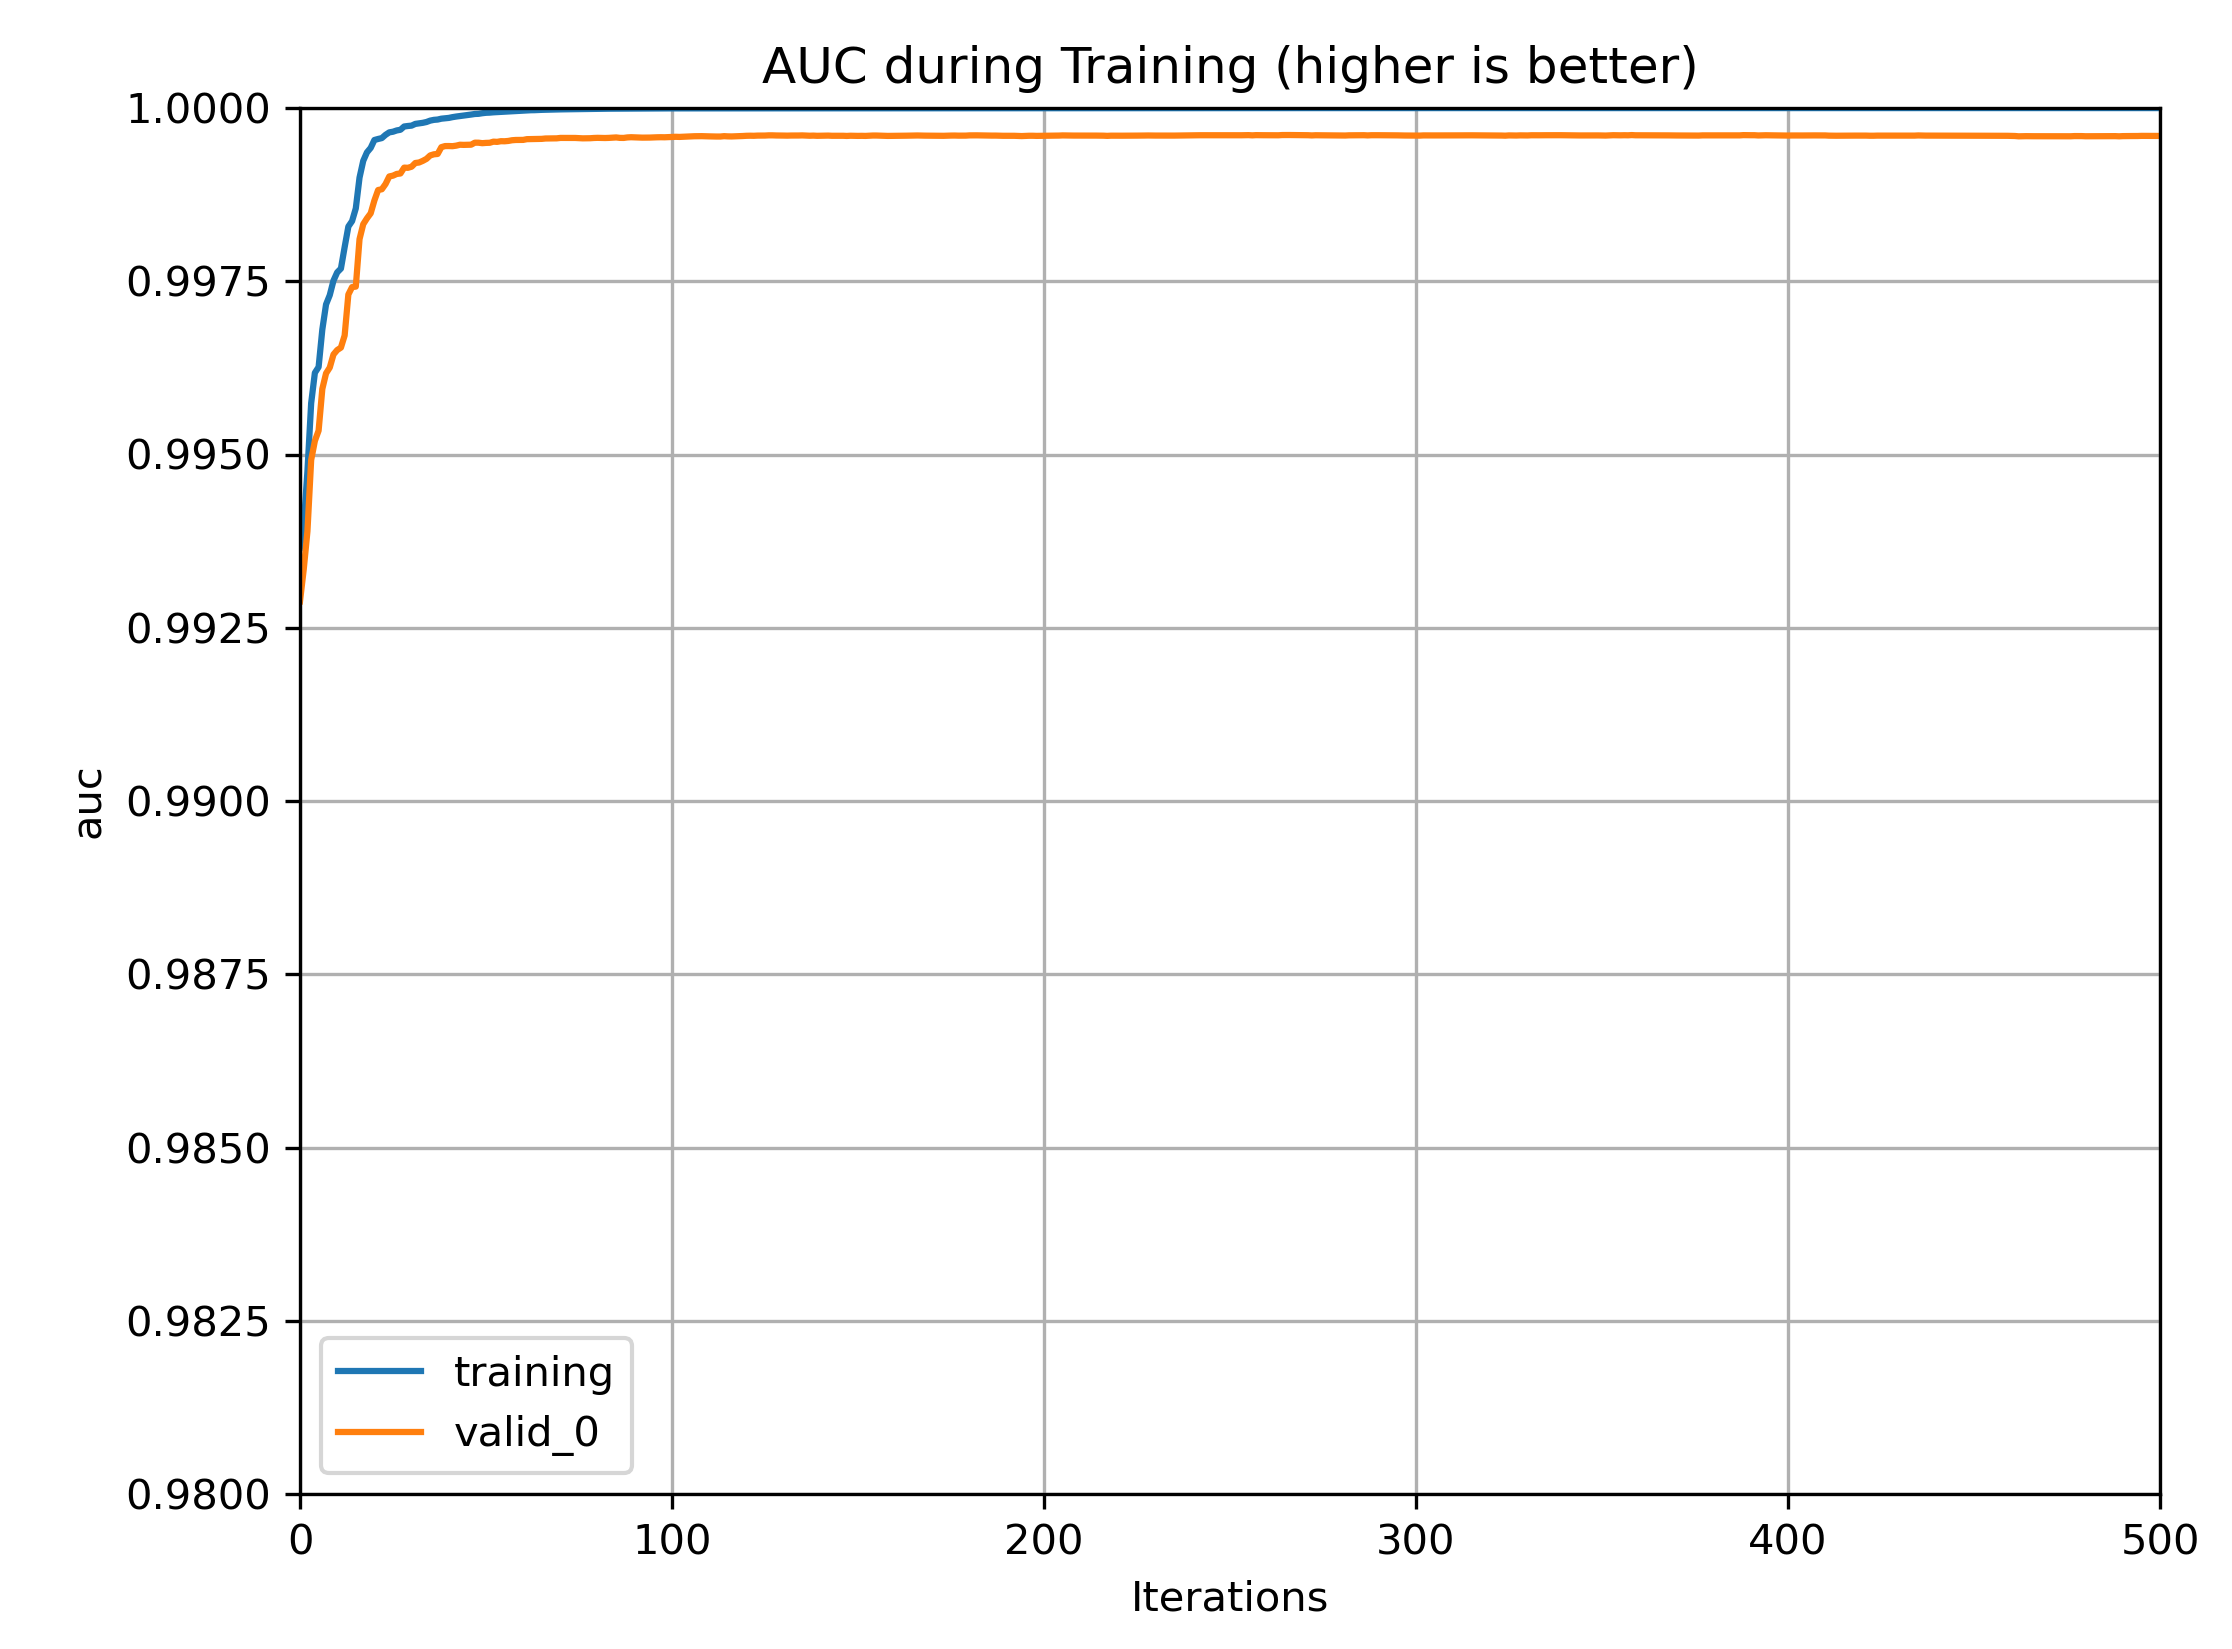 AUC during Training (higher is better)
1.0000
0.9975
0.9950
0.9925
0.9900
0.9875
0.9850
0.9825
0.9800
auc
training
valid_0
0 100 200 300 400 500
Iterations